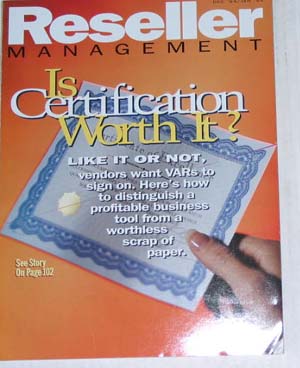 Reseller
MANAGEMENT
Is
Certification
Worth It?
LIKE IT OR NOT,
vendors want VARs to
sign on. Here's how
to distinguish a
profitable business
tool from a
worthless
scrap of
paper.
See Story
On Page 102